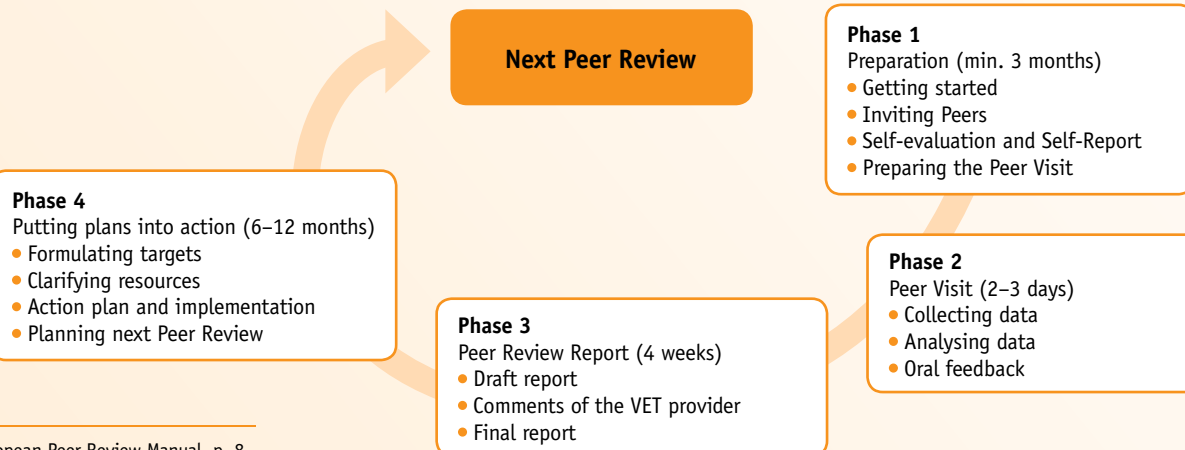 Next Peer Review
Phase 1
Preparation (min. 3 months)
• Getting started
• Inviting Peers
• Self-evaluation and Self-Report
• Preparing the Peer Visit
Phase 2
Peer Visit (2–3 days)
• Collecting data
• Analysing data
• Oral feedback
Phase 3
Peer Review Report (4 weeks)
• Draft report
• Comments of the VET provider
• Final report
Phase 4
Putting plans into action (6–12 months)
• Formulating targets
• Clarifying resources
• Action plan and implementation
• Planning next Peer Review
Peer Review Manual, p. 8